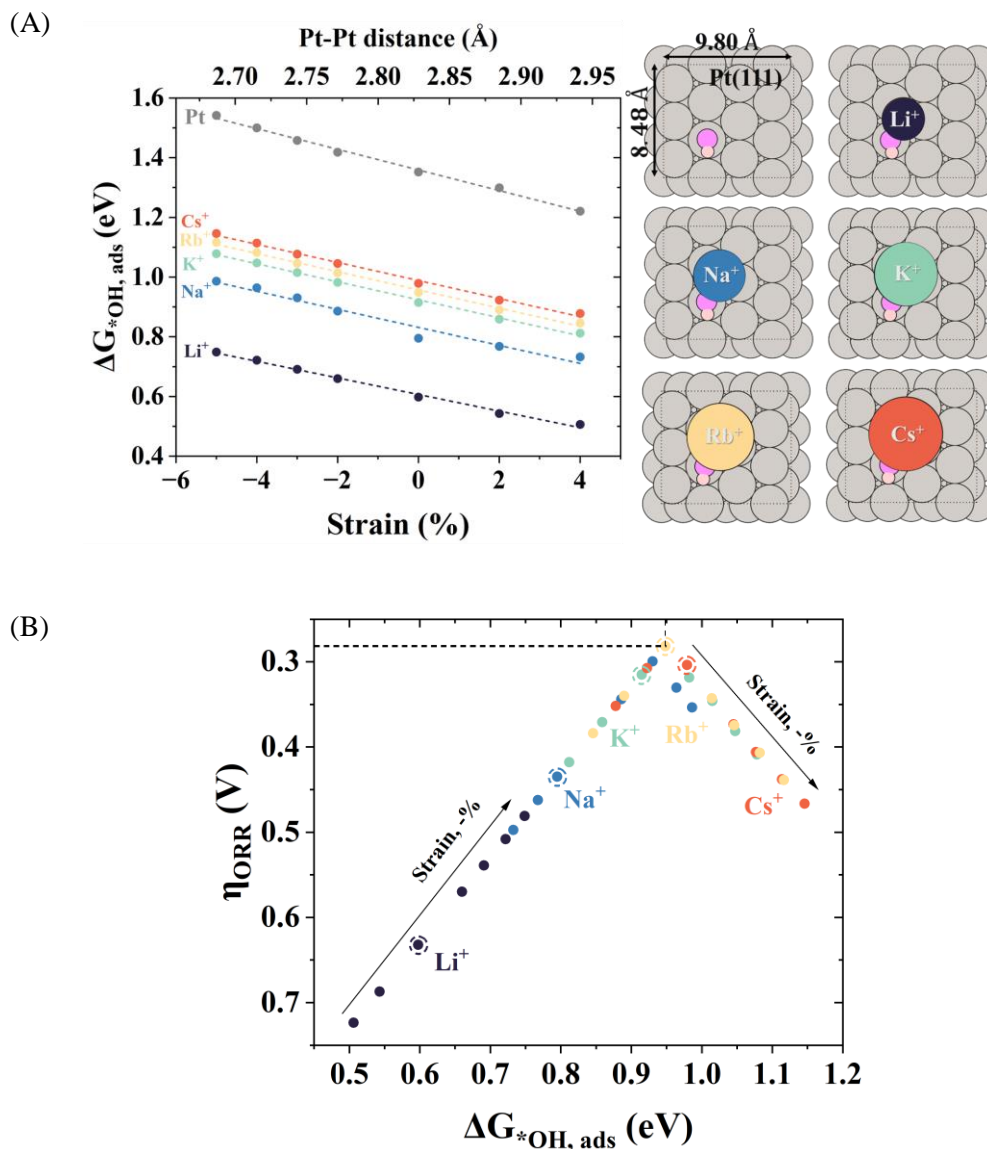 (A)
Pt-Pt distance (Å)
2.70 2.75 2.80 2.85 2.90 2.95
ΔG*OH, ads (eV)
1.6
1.4
1.2
1.0
0.8
0.6
0.4
Pt
Cs⁺
Rb⁺
K⁺
Na⁺
Li⁺
−6 −4 −2 0 2 4
Strain (%)
9.80 Å
Pt(111)
8.48 Å
Li⁺
Na⁺
K⁺
Rb⁺
Cs⁺
(B)
ηORR (V)
0.3
0.4
0.5
0.6
0.7
Strain, -%
Strain, -%
K⁺
Rb⁺
Na⁺
Cs⁺
Li⁺
0.5 0.6 0.7 0.8 0.9 1.0 1.1 1.2
ΔG*OH, ads (eV)